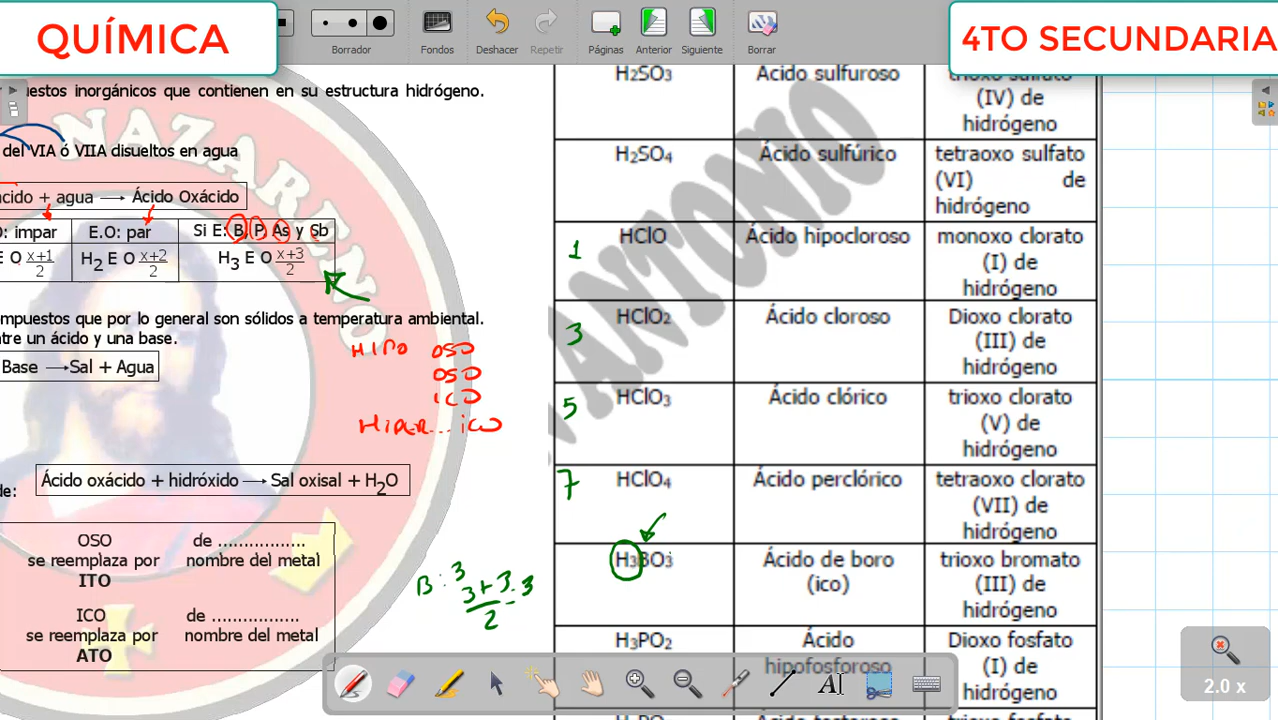 QUÍMICA
4TO SECUNDARIA
Borrador
Fondos
Deshacer
Repetir
Páginas
Anterior
Siguiente
Borrar
uestos inorgánicos que contienen en su estructura hidrógeno.
NAZARENO
del VIA ó VIIA disueltos en agua
ácido + agua → Ácido Oxácido
O: impar
E.O: par
Si E: B, P, As y Sb
E O x+1/2
H2 E O x+2/2
H3 E O x+3/2
mpuestos que por lo general son sólidos a temperatura ambiental.
ntre un ácido y una base.
Base → Sal + Agua
HIPO OSO
OSO
ICO
HIPER... ICO
de:
Ácido oxácido + hidróxido → Sal oxisal + H2O
OSO de ................
se reemplaza por nombre del metal
ITO
ICO de .................
se reemplaza por nombre del metal
ATO
B : 3
3+3/2 = 3
ANTONIO
H2SO3
Ácido sulfuroso
trioxo sulfato
(IV) de
hidrógeno
H2SO4
Ácido sulfúrico
tetraoxo sulfato
(VI) de
hidrógeno
1
HClO
Ácido hipocloroso
monoxo clorato
(I) de
hidrógeno
3
HClO2
Ácido cloroso
Dioxo clorato
(III) de
hidrógeno
5
HClO3
Ácido clórico
trioxo clorato
(V) de
hidrógeno
7
HClO4
Ácido perclórico
tetraoxo clorato
(VII) de
hidrógeno
H3BO3
Ácido de boro
(ico)
trioxo bromato
(III) de
hidrógeno
H3PO2
Ácido
hipofosforoso
Dioxo fosfato
(I) de
hidrógeno
2.0 x